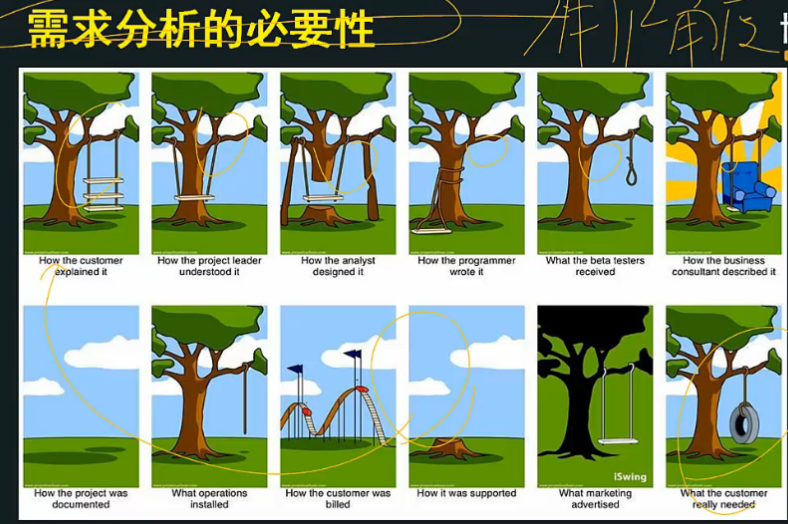 需求分析的必要性
How the customer
explained it
How the project leader
understood it
How the analyst
designed it
How the programmer
wrote it
What the beta testers
received
How the business
consultant described it
How the project was
documented
What operations
installed
How the customer was
billed
How it was supported
iSwing
What marketing
advertised
What the customer
really needed